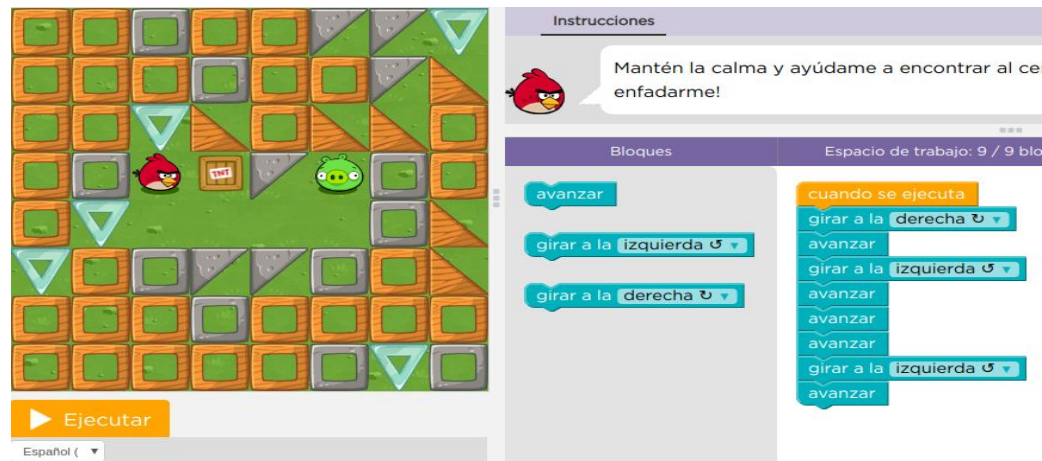 Instrucciones
Mantén la calma y ayúdame a encontrar al ce
enfadarme!
Bloques
Espacio de trabajo: 9 / 9 blo
TNT
avanzar
girar a la izquierda ↺ ▼
girar a la derecha ↻ ▼
cuando se ejecuta
girar a la derecha ↻ ▼
avanzar
girar a la izquierda ↺ ▼
avanzar
avanzar
avanzar
girar a la izquierda ↺ ▼
avanzar
Ejecutar
Español ( ▼